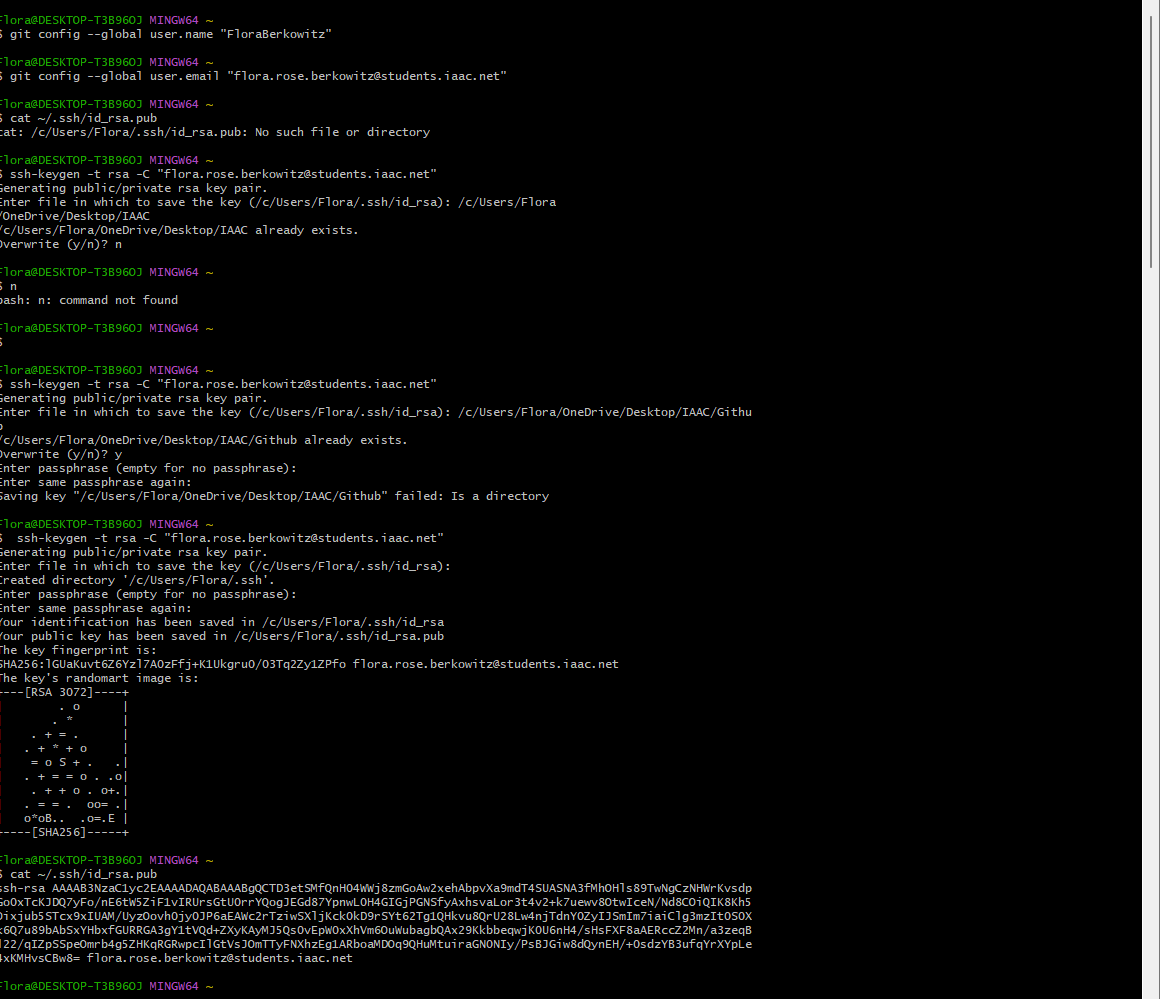 Flora@DESKTOP-T3B96OJ MINGW64 ~
$ git config --global user.name "FloraBerkowitz"

Flora@DESKTOP-T3B96OJ MINGW64 ~
$ git config --global user.email "flora.rose.berkowitz@students.iaac.net"

Flora@DESKTOP-T3B96OJ MINGW64 ~
$ cat ~/.ssh/id_rsa.pub
cat: /c/Users/Flora/.ssh/id_rsa.pub: No such file or directory

Flora@DESKTOP-T3B96OJ MINGW64 ~
$ ssh-keygen -t rsa -C "flora.rose.berkowitz@students.iaac.net"
Generating public/private rsa key pair.
Enter file in which to save the key (/c/Users/Flora/.ssh/id_rsa): /c/Users/Flora
/OneDrive/Desktop/IAAC
/c/Users/Flora/OneDrive/Desktop/IAAC already exists.
Overwrite (y/n)? n

Flora@DESKTOP-T3B96OJ MINGW64 ~
$ n
bash: n: command not found

Flora@DESKTOP-T3B96OJ MINGW64 ~
$

Flora@DESKTOP-T3B96OJ MINGW64 ~
$ ssh-keygen -t rsa -C "flora.rose.berkowitz@students.iaac.net"
Generating public/private rsa key pair.
Enter file in which to save the key (/c/Users/Flora/.ssh/id_rsa): /c/Users/Flora/OneDrive/Desktop/IAAC/Githu
b
/c/Users/Flora/OneDrive/Desktop/IAAC/Github already exists.
Overwrite (y/n)? y
Enter passphrase (empty for no passphrase):
Enter same passphrase again:
Saving key "/c/Users/Flora/OneDrive/Desktop/IAAC/Github" failed: Is a directory

Flora@DESKTOP-T3B96OJ MINGW64 ~
$  ssh-keygen -t rsa -C "flora.rose.berkowitz@students.iaac.net"
Generating public/private rsa key pair.
Enter file in which to save the key (/c/Users/Flora/.ssh/id_rsa):
Created directory '/c/Users/Flora/.ssh'.
Enter passphrase (empty for no passphrase):
Enter same passphrase again:
Your identification has been saved in /c/Users/Flora/.ssh/id_rsa
Your public key has been saved in /c/Users/Flora/.ssh/id_rsa.pub
The key fingerprint is:
SHA256:lGUaKuvt6Z6Yzl7AOzFfj+K1UkgruO/O3Tq2Zy1ZPfo flora.rose.berkowitz@students.iaac.net
The key's randomart image is:
----[RSA 3072]----+
         . o      |
        . *       |
     . + = .      |
    . + * + o     |
     = o S + .   .|
    . + = = o . .o|
     . + + o . o+.|
    . = = .  oo= .|
    o*oB..  .o=.E |
-----[SHA256]-----+

Flora@DESKTOP-T3B96OJ MINGW64 ~
$ cat ~/.ssh/id_rsa.pub
ssh-rsa AAAAB3NzaC1yc2EAAAADAQABAAABgQCTD3etSMfQnHO4WWj8zmGoAw2xehAbpvXa9mdT4SUASNA3fMhOHls89TwNgCzNHWrKvsdp
GoOxTcKJDQ7yFo/nE6tW5ZiF1vIRUrsGtUOrrYQogJEGd87YpnwLOH4GIGjPGNSfyAxhsvaLor3t4v2+k7uewv8OtwIceN/Nd8COiQIK8Kh5
Oixjub5STcx9xIUAM/UyzOovhOjyOJP6aEAWc2rTziwSXljKckOkD9rSYt62Tg1QHkvu8QrU28Lw4njTdnYOZyIJSmIm7iaiClg3mzItOSOX
x6Q7u89bAbSxYHbxfGURRGA3gY1tVQd+ZXyKAyMJ5QsOvEpWOxXhVm6OuWubagbQAx29KkbbeqwjKOU6nH4/sHsFXF8aAERccZ2Mn/a3zeqB
l22/qIZpSSpeOmrb4g5ZHKqRGRwpcIlGtVsJOmTTyFNXhzEg1ARboaMDOq9QHuMtuiraGNONIy/PsBJGiw8dQynEH/+OsdzYB3ufqYrXYpLe
4xKMHvsCBw8= flora.rose.berkowitz@students.iaac.net

Flora@DESKTOP-T3B96OJ MINGW64 ~